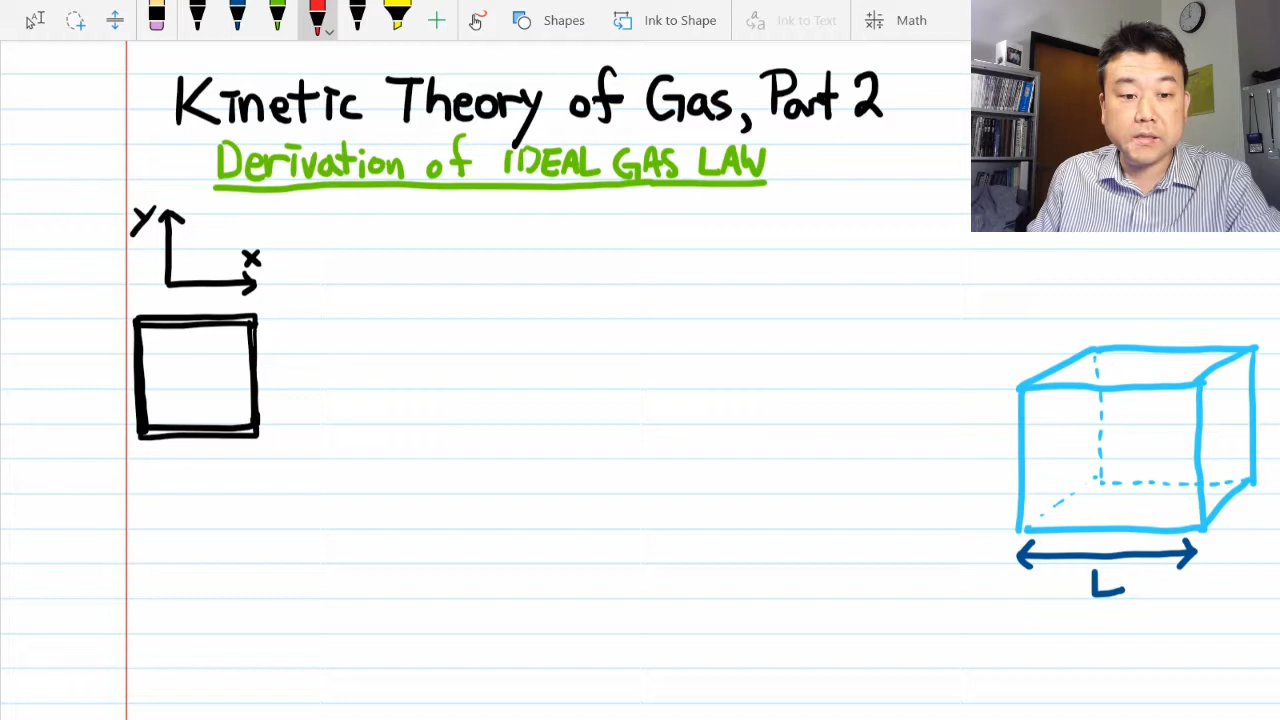 Shapes
Ink to Shape
Ink to Text
Math
Kinetic Theory of Gas, Part 2
Derivation of IDEAL GAS LAW
y
x
L